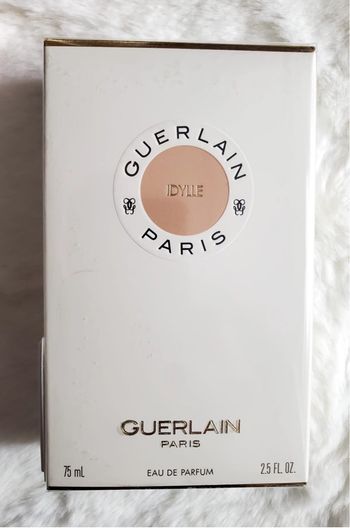 GUERLAIN
IDYLLE
PARIS
GUERLAIN
PARIS
75 mL EAU DE PARFUM 2.5 FL. OZ.